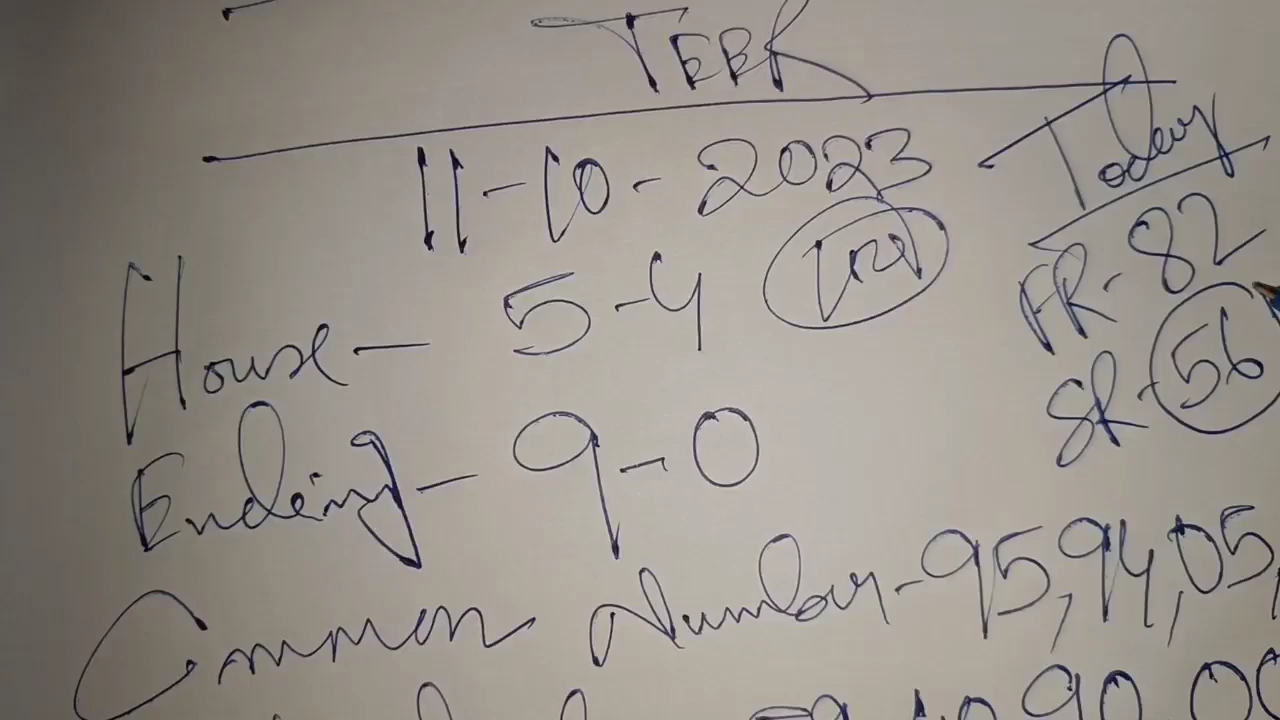 TEER
11-10-2023
Today
FR-82
SR-56
House- 5-4
Ending- 9-0
Common Number-95,94,05,